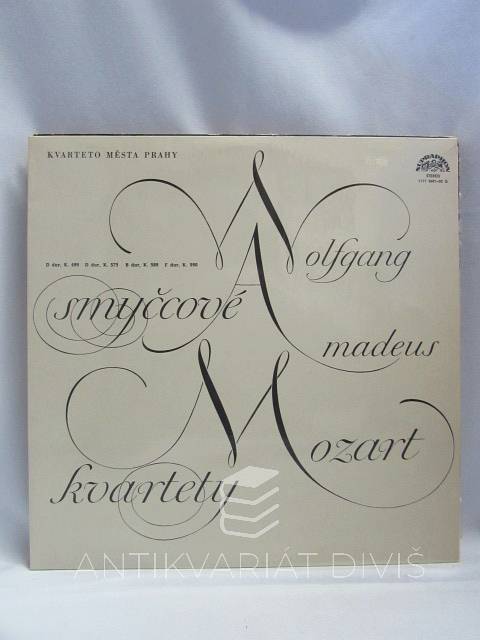 KVARTETO MĚSTA PRAHY
SUPRAPHON
STEREO
D dur, K. 499 D dur, K. 575 B dur, K. 589 F dur, K. 590
Wolfgang
smyčcové
Amadeus
Mozart
kvartety
ANTIKVARIÁT DIVIŠ